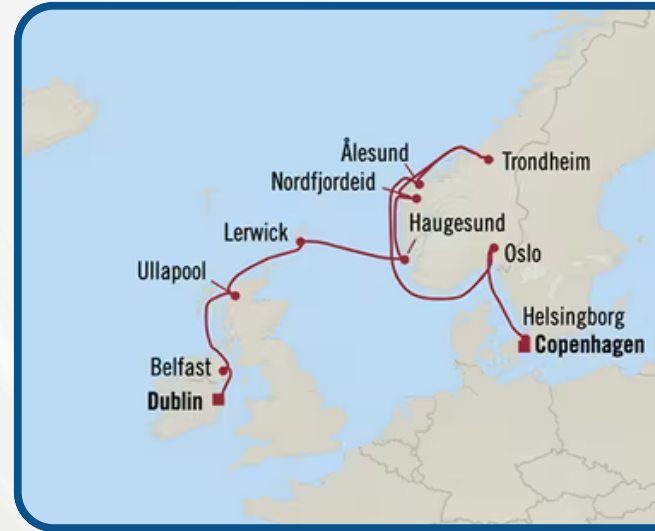 Ålesund
Trondheim
Nordfjordeid
Haugesund
Lerwick
Oslo
Ullapool
Helsingborg
Copenhagen
Belfast
Dublin